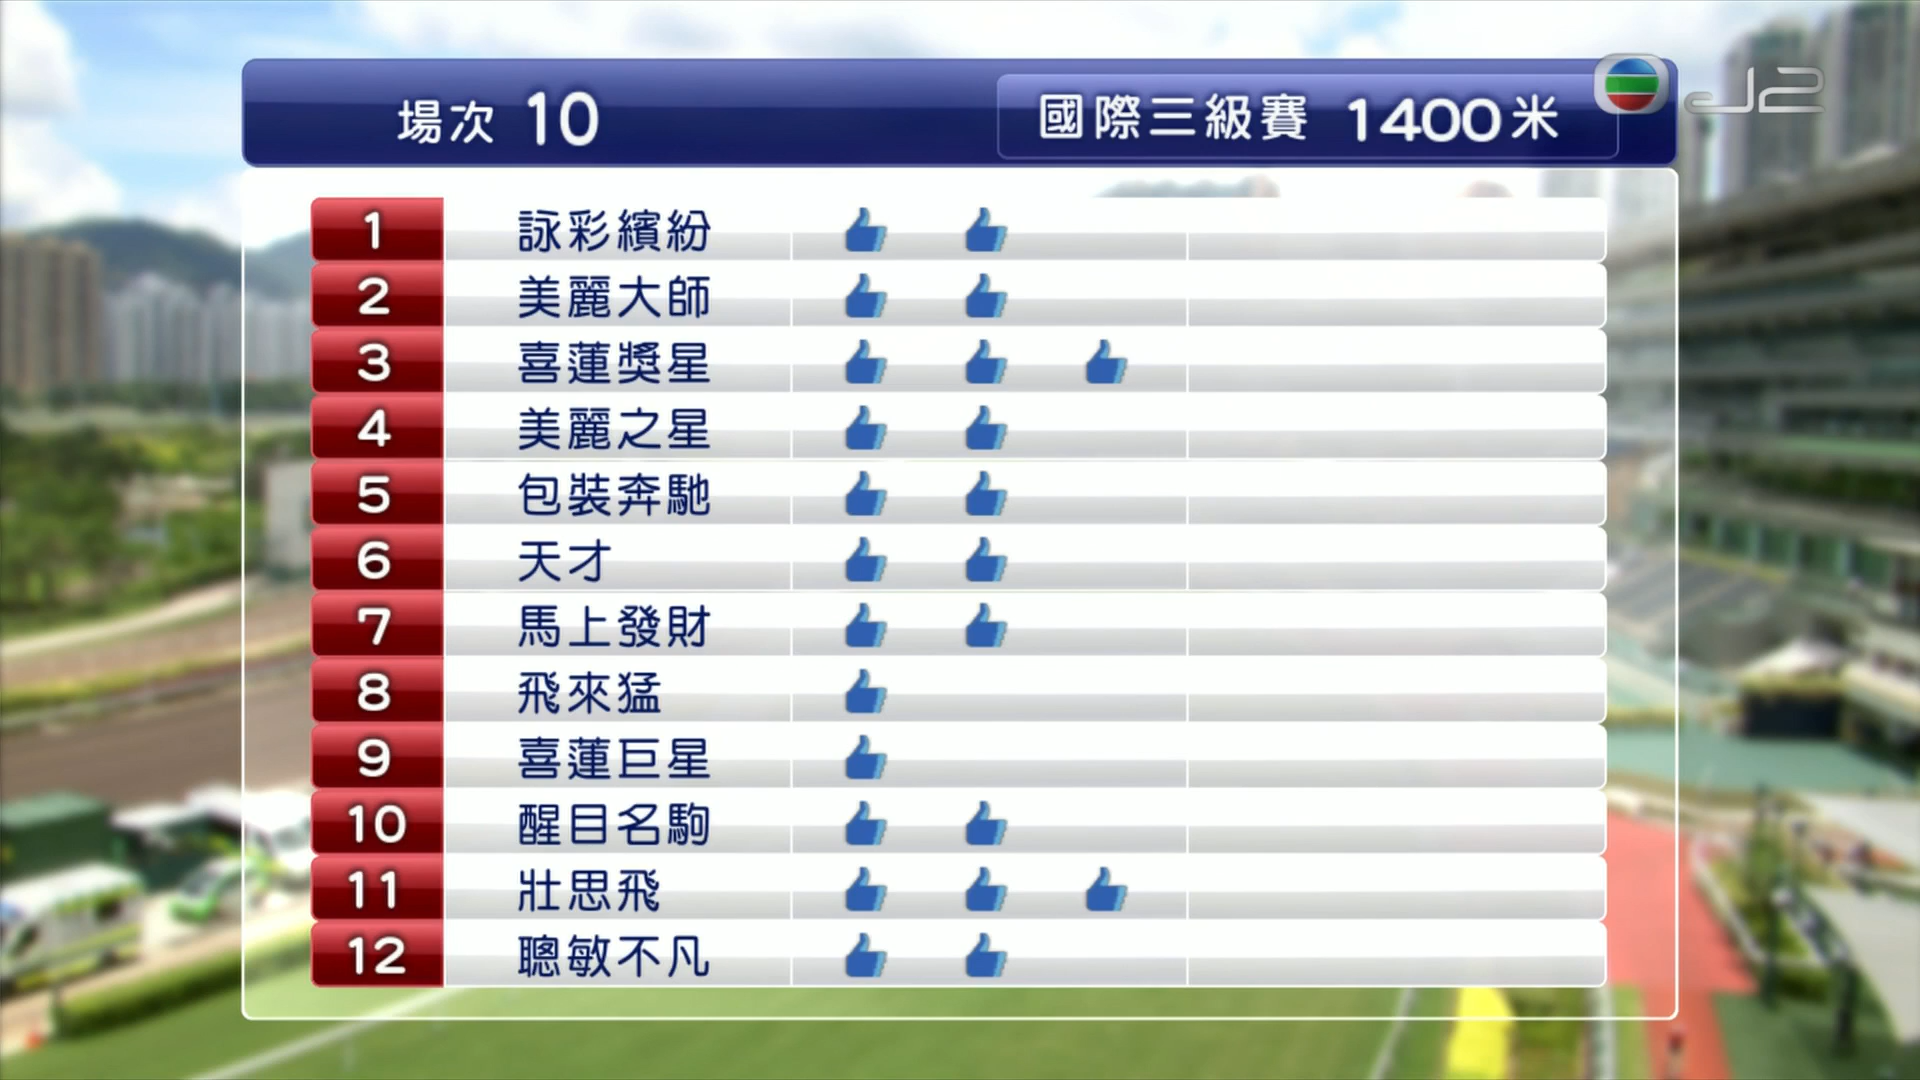 場次 10
國際三級賽 1400米
J2
1 詠彩繽紛
2 美麗大師
3 喜蓮獎星
4 美麗之星
5 包裝奔馳
6 天才
7 馬上發財
8 飛來猛
9 喜蓮巨星
10 醒目名駒
11 壯思飛
12 聰敏不凡